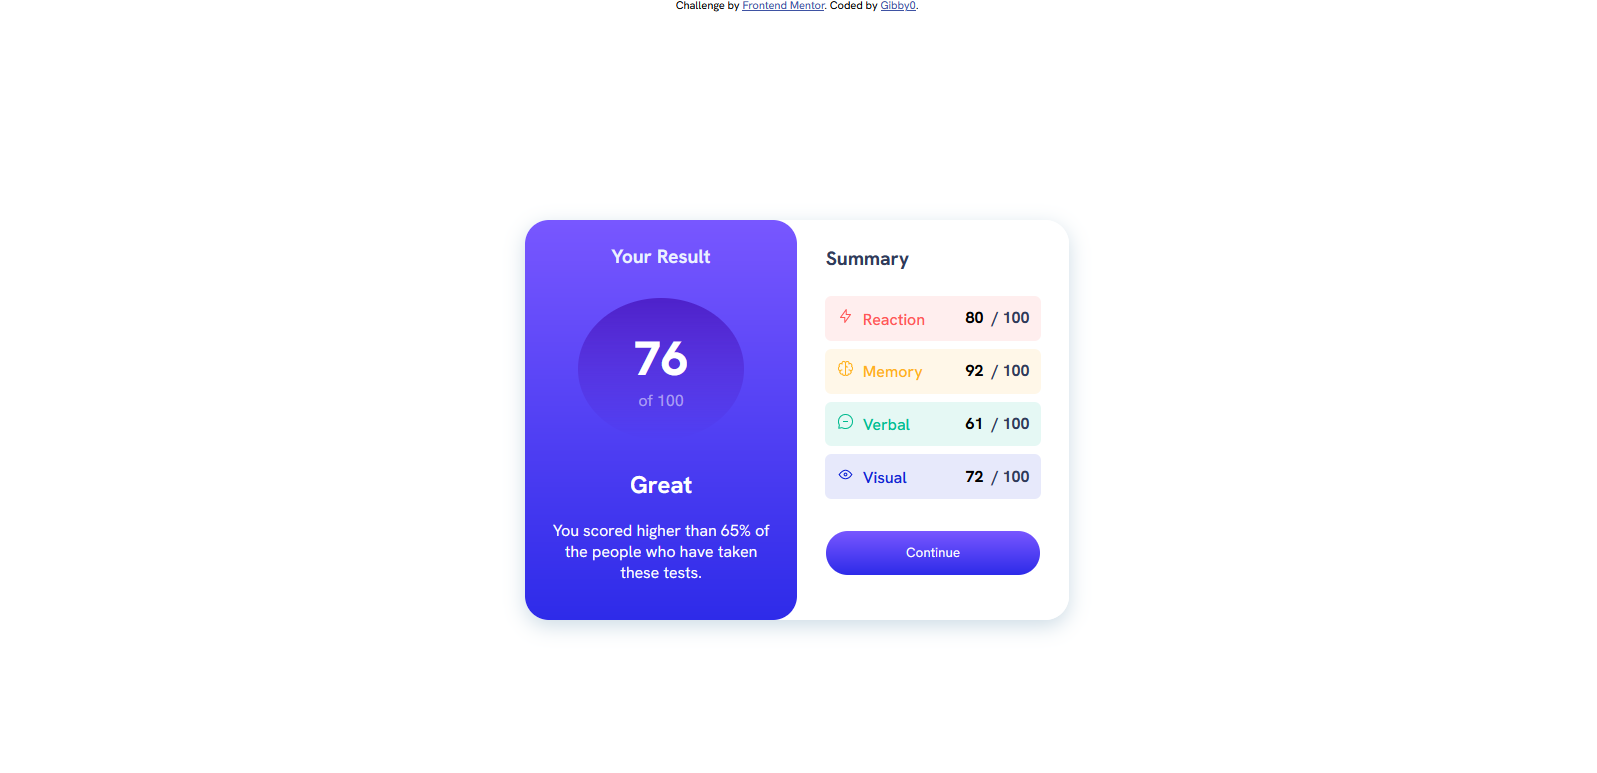 Challenge by Frontend Mentor. Coded by Gibby0.
Your Result
76
of 100
Great
You scored higher than 65% of
the people who have taken
these tests.
Summary
Reaction 80 / 100
Memory 92 / 100
Verbal 61 / 100
Visual 72 / 100
Continue